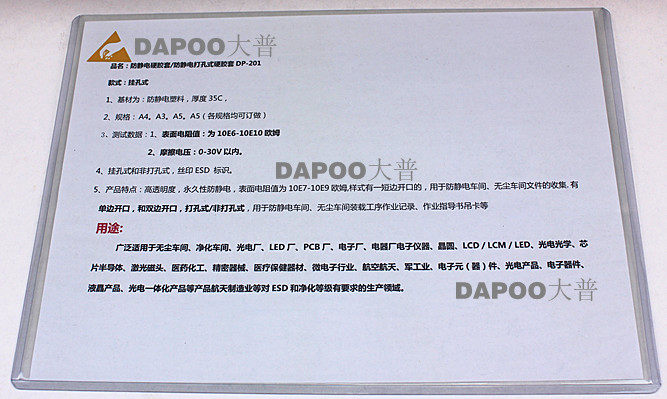 DAPOO大普
品名：防静电硬胶套/防静电打孔式硬胶套 DP-201
款式：挂孔式
1、基材为：防静电塑料，厚度 35C，
2、规格：A4。A3。A5。A5（各规格均可订做）
3、测试数据：1、表面电阻值：为 10E6-10E10 欧姆
2、摩擦电压：0-30V 以内。
4、挂孔式和非打孔式，丝印 ESD 标识。
DAPOO大普
5、产品特点：高透明度，永久性防静电，表面电阻值为 10E7-10E9 欧姆,样式有一短边开口的，用于防静电车间、无尘车间文件的收集. 有
单边开口，和双边开口，打孔式/非打孔式，用于防静电车间、无尘车间装载工序作业记录、作业指导书吊卡等
用途:
广泛适用于无尘车间、净化车间、光电厂、LED 厂、PCB 厂、电子厂、电器厂电子仪器、晶圆、LCD / LCM / LED、光电光学、芯
片半导体、激光磁头、医药化工、精密器械、医疗保健器材、微电子行业、航空航天、军工业、电子元（器）件、光电产品、电子器件、
液晶产品、光电一体化产品等产品航天制造业等对 ESD 和净化等级有要求的生产领域。
DAPOO大普